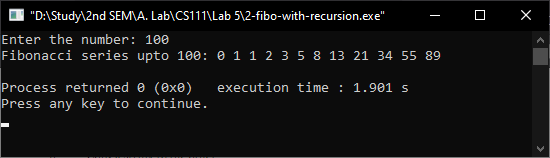 "D:\Study\2nd SEM\A. Lab\CS111\Lab 5\2-fibo-with-recursion.exe"
Enter the number: 100
Fibonacci series upto 100: 0 1 1 2 3 5 8 13 21 34 55 89
Process returned 0 (0x0)   execution time : 1.901 s
Press any key to continue.